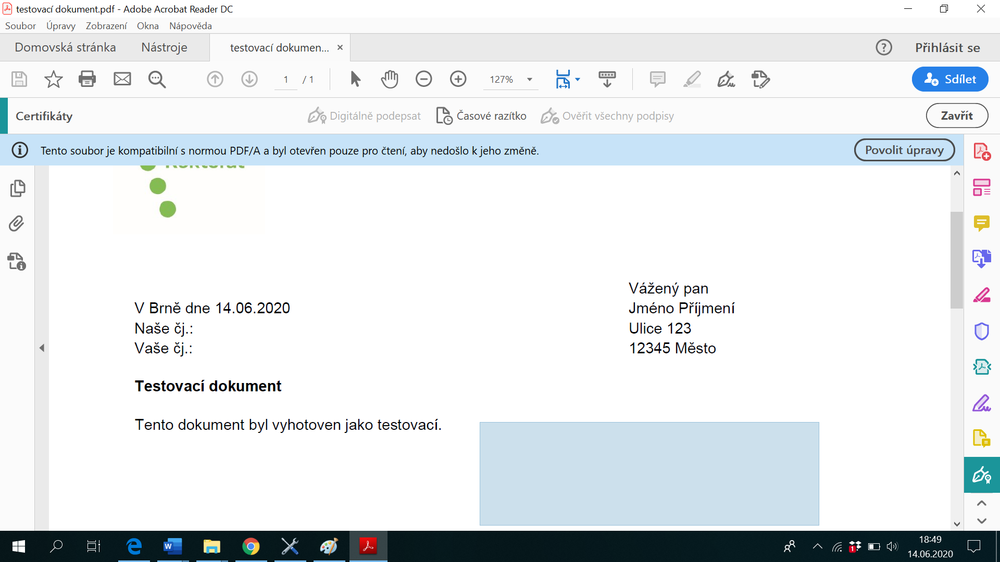 testovací dokument.pdf - Adobe Acrobat Reader DC
Soubor Úpravy Zobrazení Okna Nápověda
Domovská stránka Nástroje testovací dokumen... Přihlásit se
1 / 1 127% Sdílet
Certifikáty Digitálně podepsat Časové razítko Ověřit všechny podpisy Zavřít
Tento soubor je kompatibilní s normou PDF/A a byl otevřen pouze pro čtení, aby nedošlo k jeho změně. Povolit úpravy
Vážený pan
V Brně dne 14.06.2020 Jméno Příjmení
Naše čj.: Ulice 123
Vaše čj.: 12345 Město
Testovací dokument
Tento dokument byl vyhotoven jako testovací.
18:49
14.06.2020